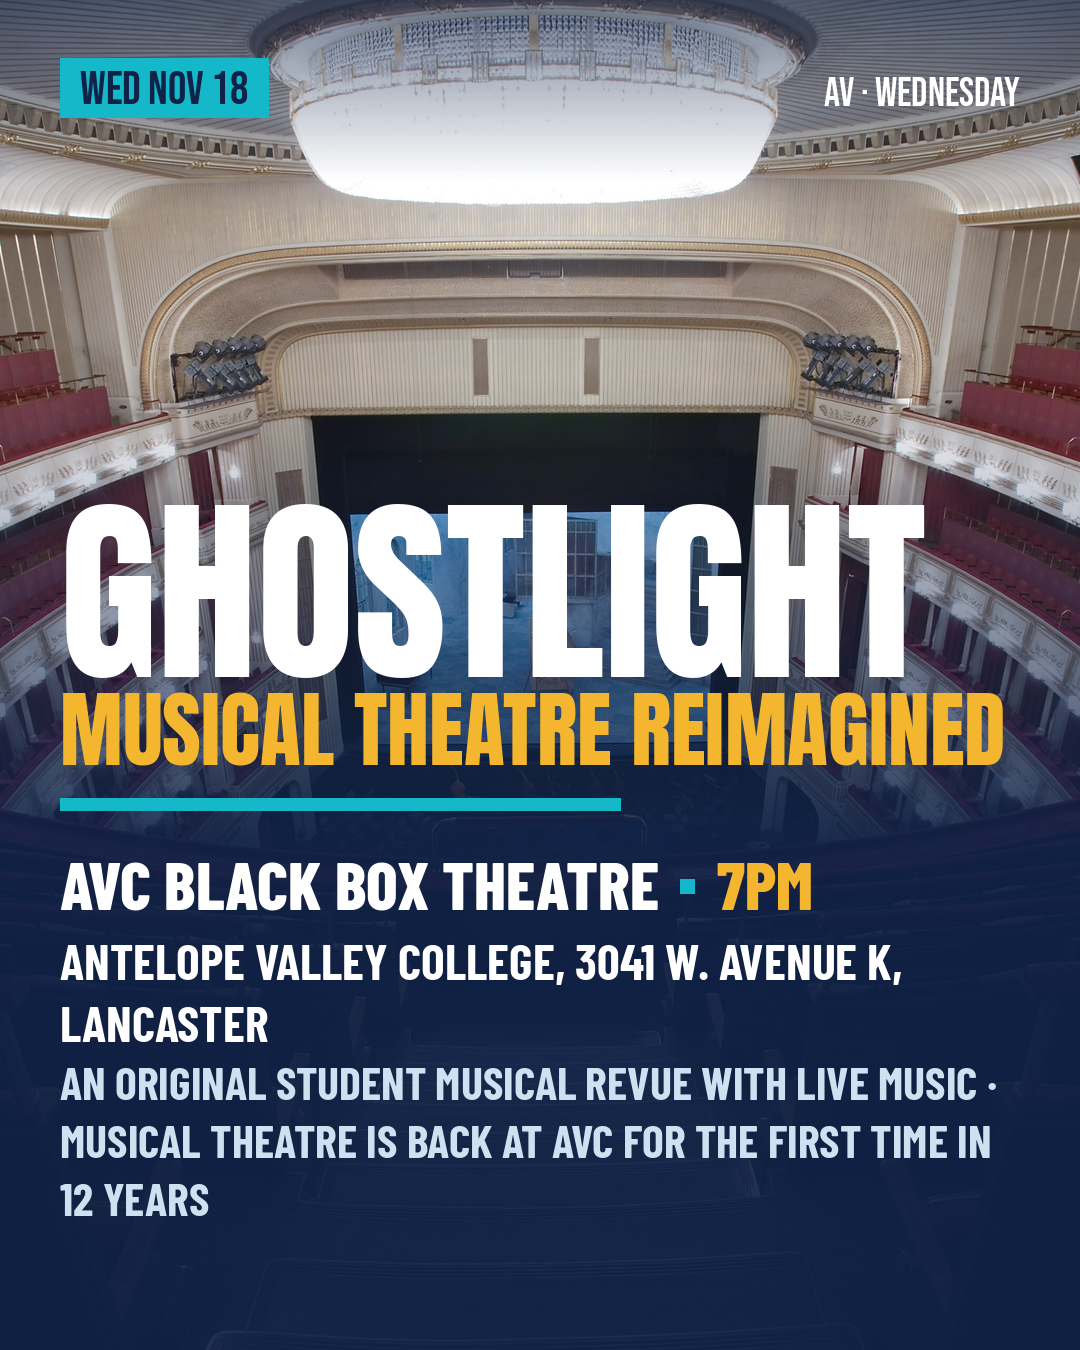 WED NOV 18
AV · WEDNESDAY
GHOSTLIGHT
MUSICAL THEATRE REIMAGINED
AVC BLACK BOX THEATRE ▪ 7PM
ANTELOPE VALLEY COLLEGE, 3041 W. AVENUE K,
LANCASTER
AN ORIGINAL STUDENT MUSICAL REVUE WITH LIVE MUSIC ·
MUSICAL THEATRE IS BACK AT AVC FOR THE FIRST TIME IN
12 YEARS